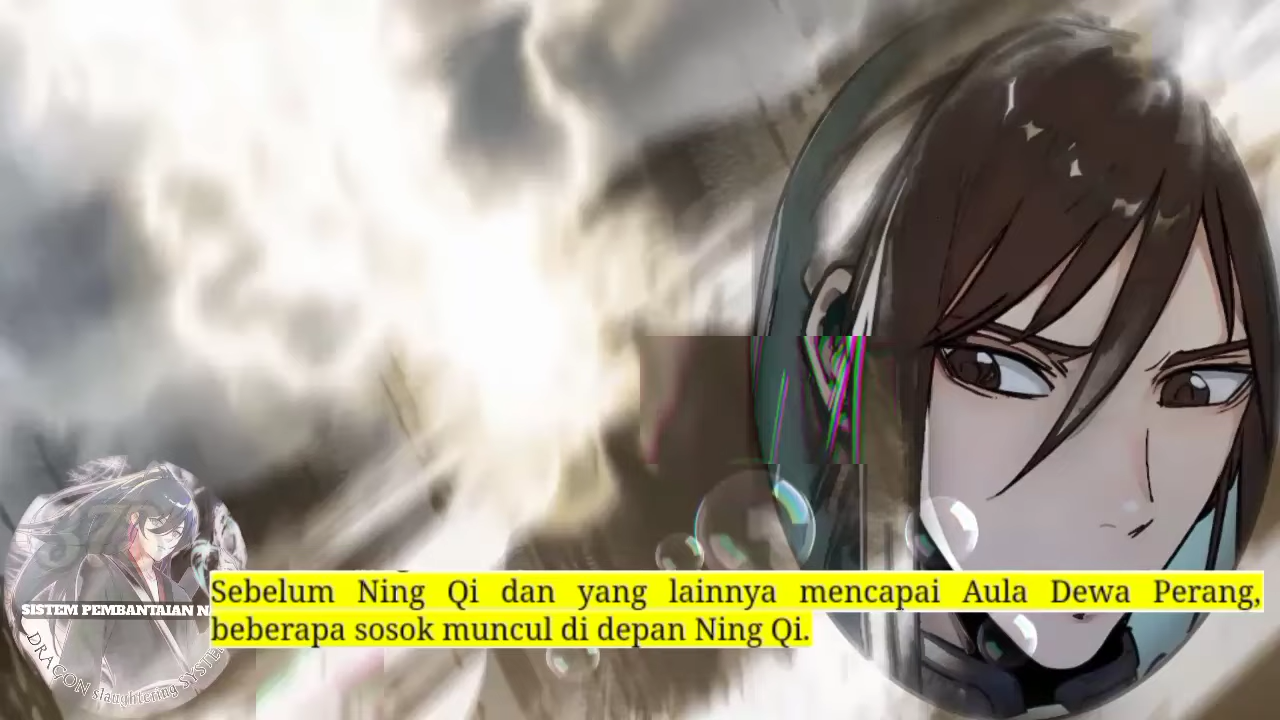 Sebelum Ning Qi dan yang lainnya mencapai Aula Dewa Perang,
beberapa sosok muncul di depan Ning Qi.
SISTEM PEMBANTAIAN N
DRAGON slaughtering SYSTE